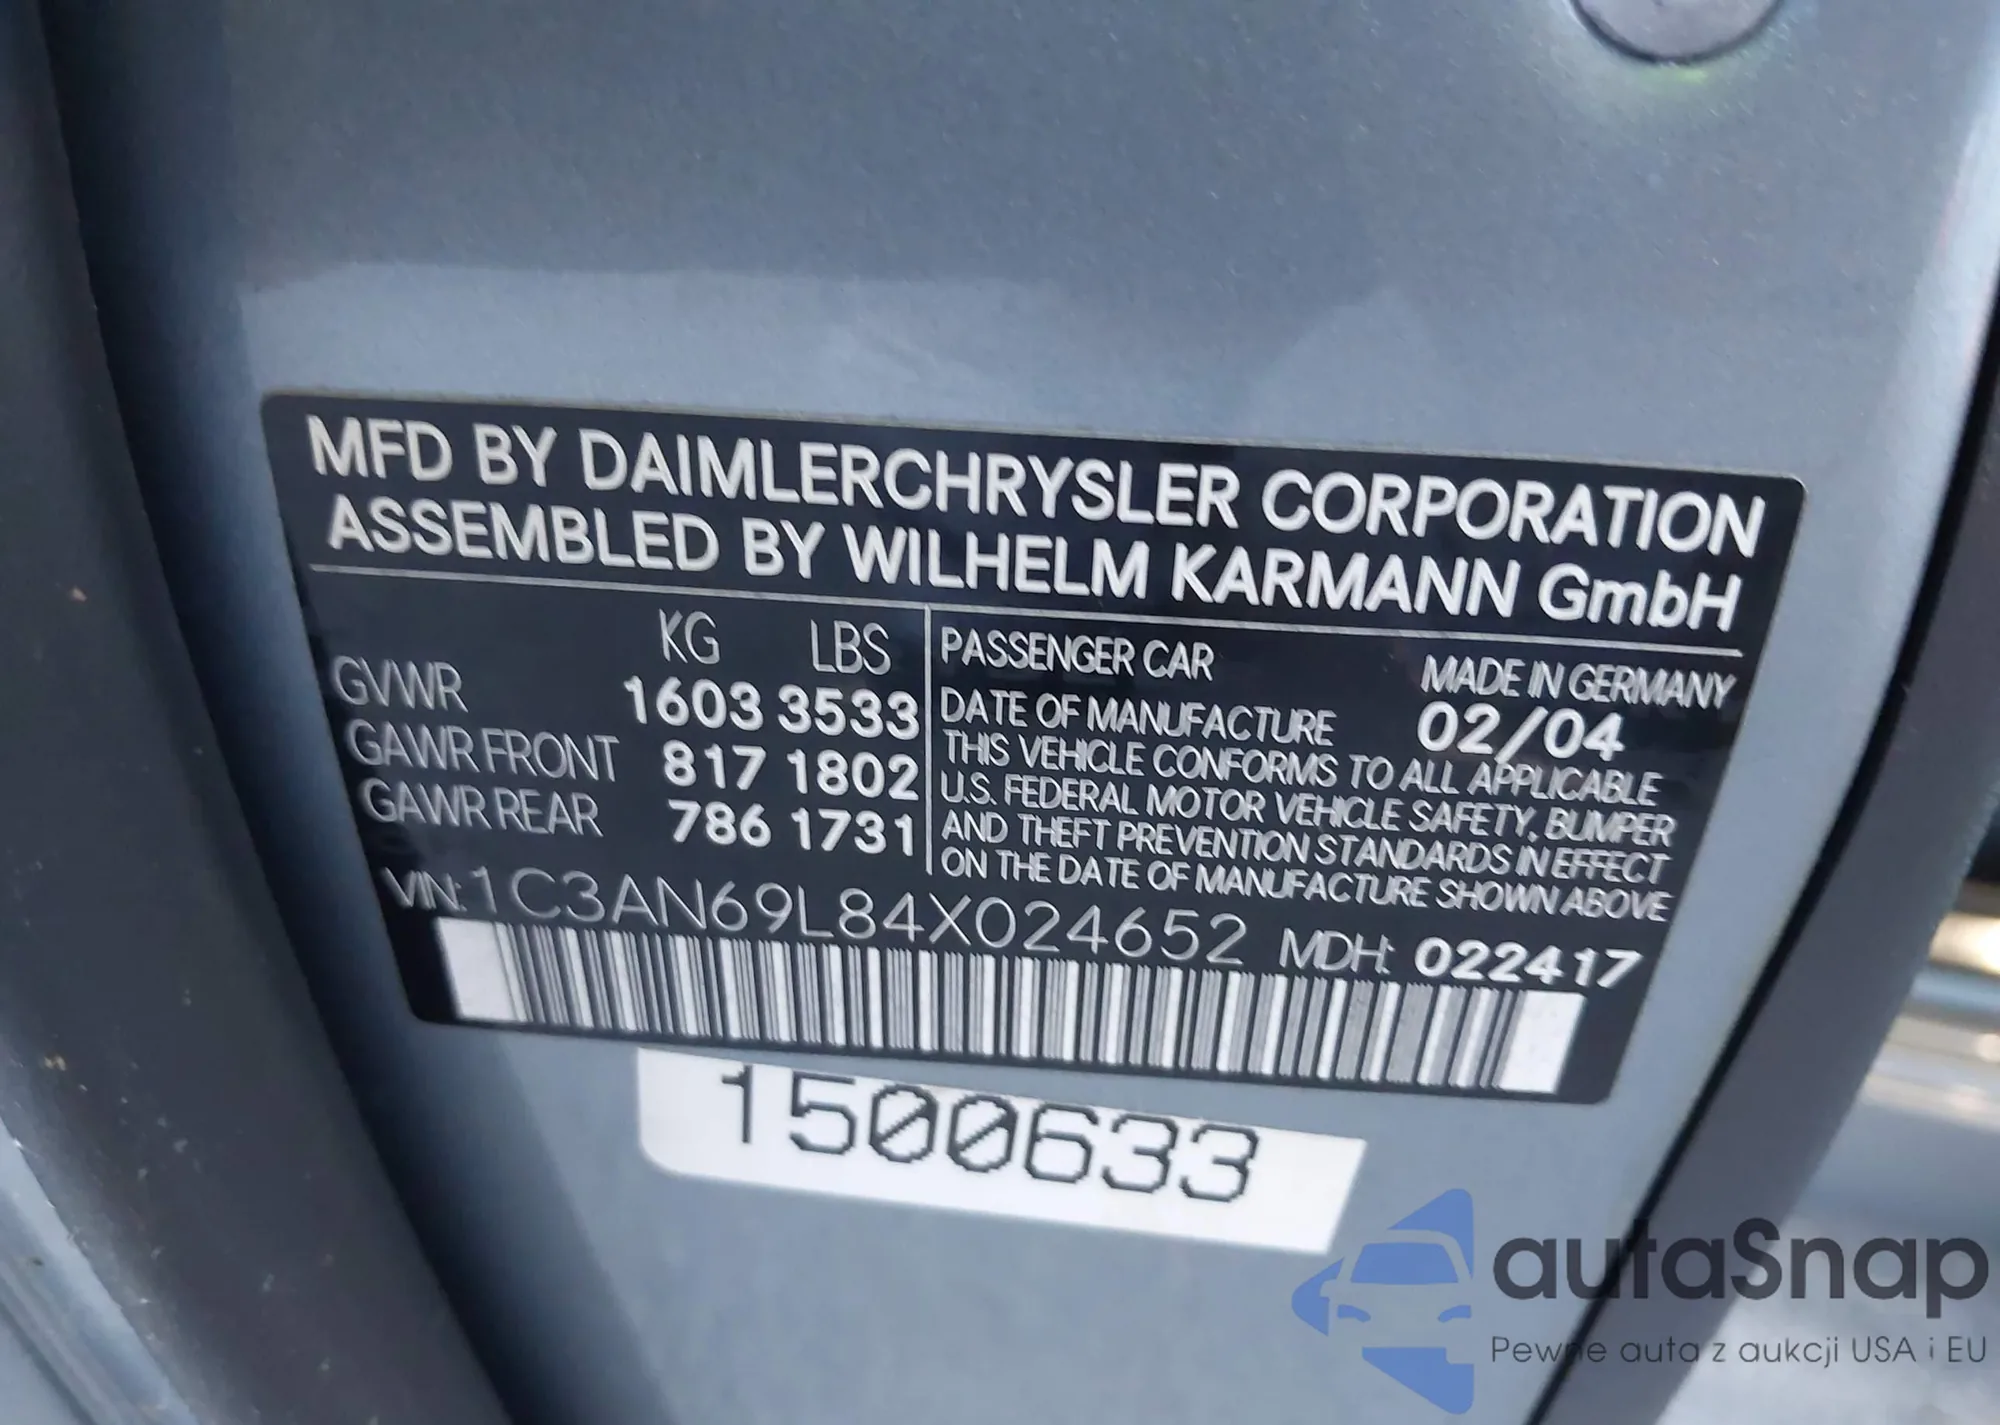 MFD BY DAIMLERCHRYSLER CORPORATION
ASSEMBLED BY WILHELM KARMANN GmbH
KG LBS
GVWR 1603 3533
GAWR FRONT 817 1802
GAWR REAR 786 1731
PASSENGER CAR MADE IN GERMANY
DATE OF MANUFACTURE 02/04
THIS VEHICLE CONFORMS TO ALL APPLICABLE
U.S. FEDERAL MOTOR VEHICLE SAFETY, BUMPER
AND THEFT PREVENTION STANDARDS IN EFFECT
ON THE DATE OF MANUFACTURE SHOWN ABOVE
VIN: 1C3AN69L84X024652 MDH: 022417
1500633
autaSnap
Pewne auta z aukcji USA i EU